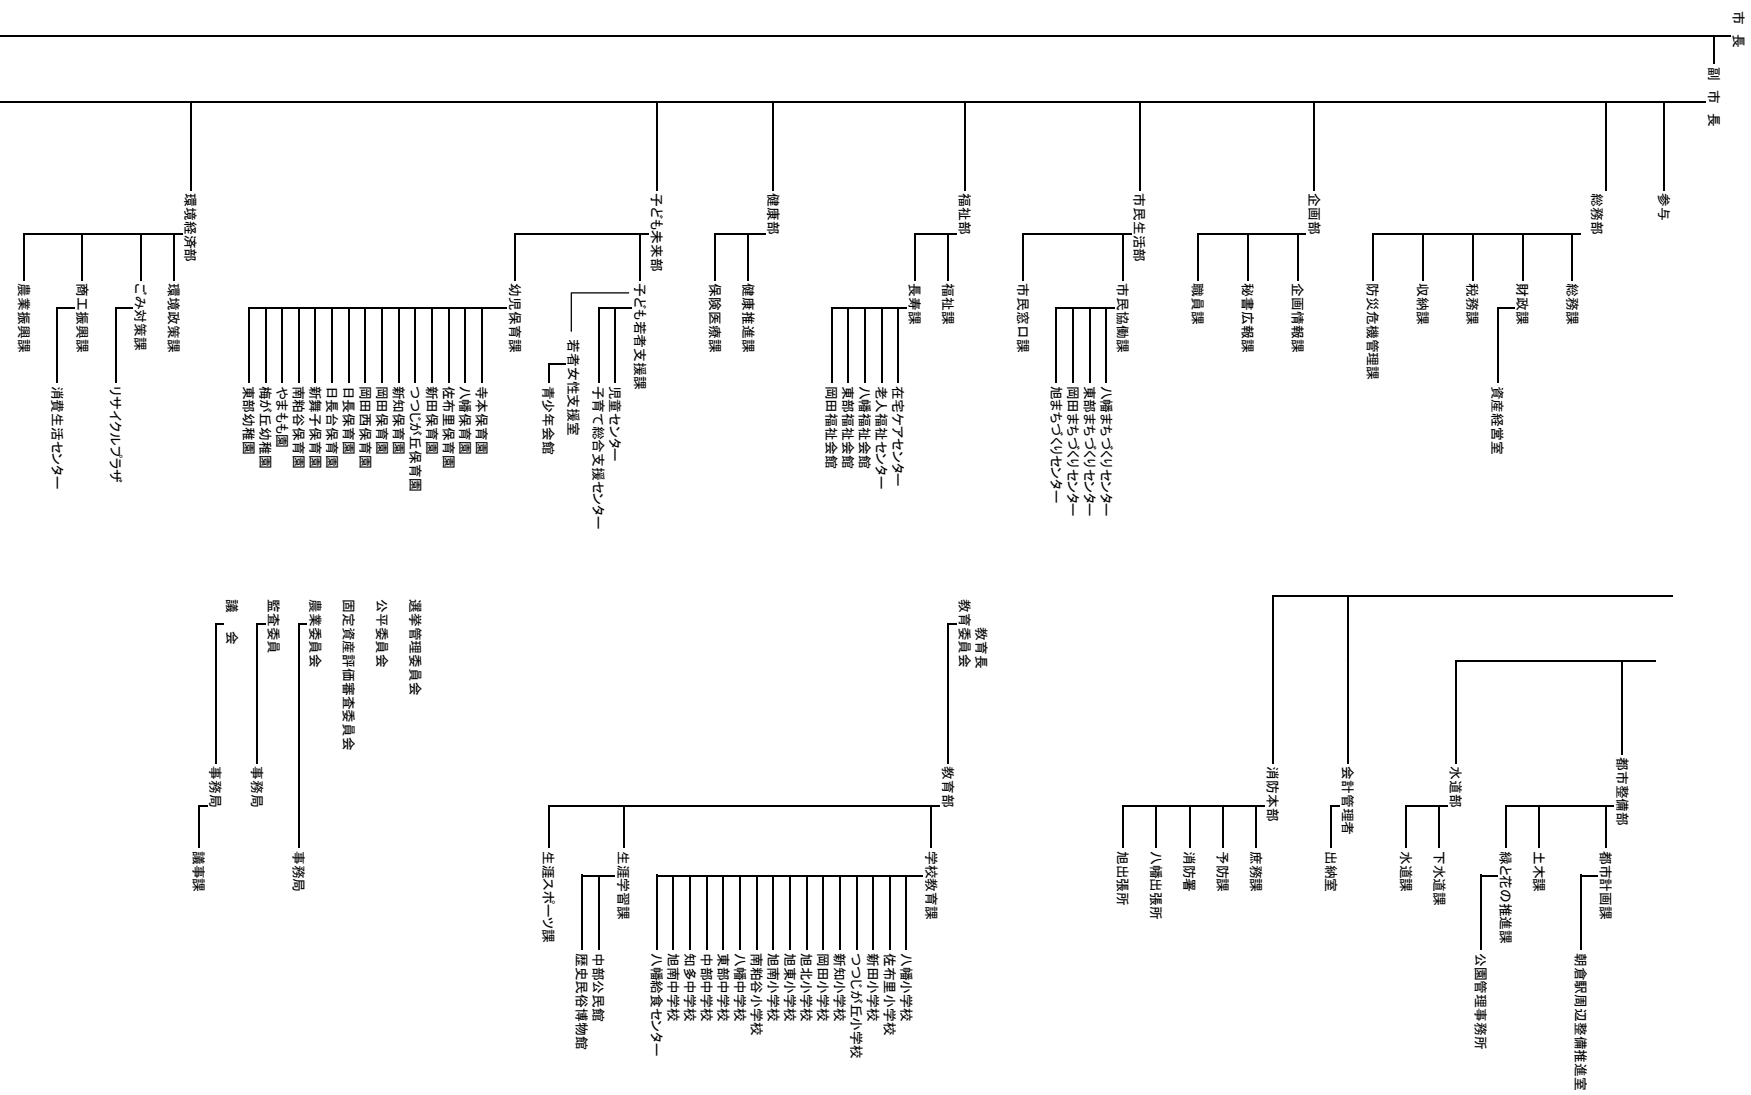 市長
副市長
参与
総務部
総務課
財政課
資産経営室
税務課
収納課
防災危機管理課
企画部
企画情報課
秘書広報課
職員課
市民生活部
市民協働課
八幡まちづくりセンター
東部まちづくりセンター
岡田まちづくりセンター
旭まちづくりセンター
市民窓口課
福祉部
福祉課
長寿課
在宅ケアセンター
老人福祉センター
八幡福祉会館
東部福祉会館
岡田福祉会館
健康部
健康推進課
保険医療課
子ども未来部
子ども若者支援課
児童センター
子育て総合支援センター
若者女性支援室
青少年会館
幼児保育課
寺本保育園
八幡保育園
佐布里保育園
新田保育園
つつじが丘保育園
新知保育園
岡田保育園
岡田西保育園
日長保育園
日長台保育園
新舞子保育園
南粕谷保育園
やまもも園
梅が丘幼稚園
東部幼稚園
環境経済部
環境政策課
ごみ対策課
リサイクルプラザ
商工振興課
消費生活センター
農業振興課
都市整備部
都市計画課
朝倉駅周辺整備推進室
土木課
緑と花の推進課
公園管理事務所
水道部
下水道課
水道課
会計管理者
出納室
消防本部
庶務課
予防課
消防署
八幡出張所
旭出張所
教育長
教育委員会
教育部
学校教育課
八幡小学校
佐布里小学校
新田小学校
つつじが丘小学校
新知小学校
岡田小学校
旭北小学校
旭東小学校
旭南小学校
南粕谷小学校
八幡中学校
東部中学校
中部中学校
知多中学校
旭南中学校
八幡給食センター
生涯学習課
中部公民館
歴史民俗博物館
生涯スポーツ課
選挙管理委員会
公平委員会
固定資産評価審査委員会
農業委員会
事務局
監査委員
事務局
議会
事務局
議事課